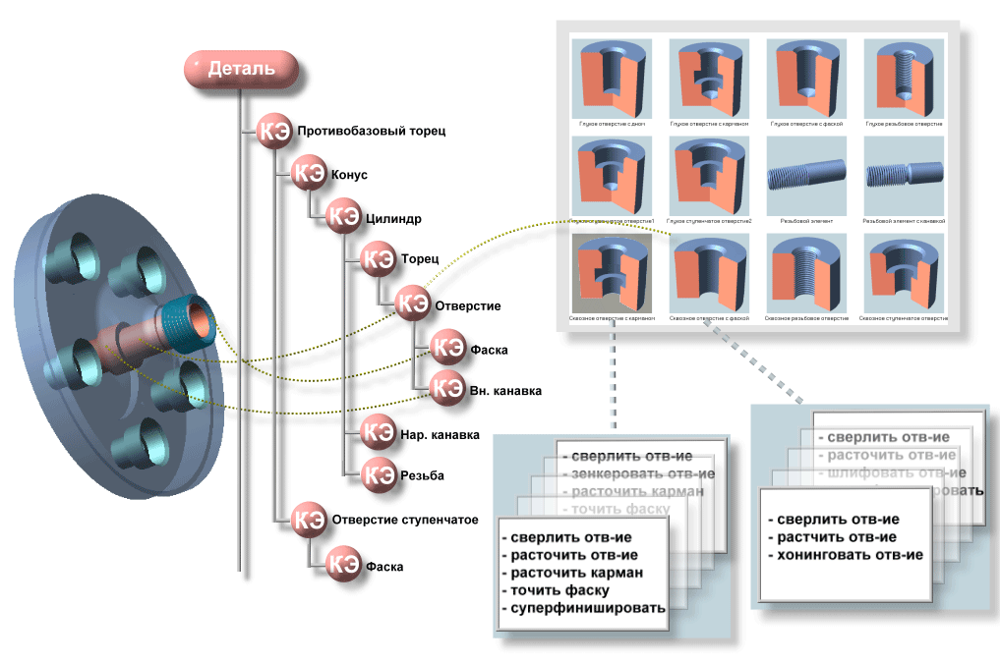 Деталь
КЭ Противобазовый торец
КЭ Конус
КЭ Цилиндр
КЭ Торец
КЭ Отверстие
КЭ Фаска
КЭ Вн. канавка
КЭ Нар. канавка
КЭ Резьба
КЭ Отверстие ступенчатое
КЭ Фаска
Глухое отверстие с дном
Глухое отверстие с карманом
Глухое отверстие с фаской
Глухое резьбовое отверстие
Глухое ступенчатое отверстие1
Глухое ступенчатое отверстие2
Резьбовой элемент
Резьбовой элемент с канавкой
Сквозное отверстие с карманом
Сквозное отверстие с фаской
Сквозное резьбовое отверстие
Сквозное ступенчатое отверстие
- сверлить отв-ие
- зенкеровать отв-ие
- расточить карман
- точить фаску
- сверлить отв-ие
- расточить отв-ие
- расточить карман
- точить фаску
- суперфинишировать
- сверлить отв-ие
- расточить отв-ие
- шлифовать отв-ие
- сверлить отв-ие
- растчить отв-ие
- хонинговать отв-ие